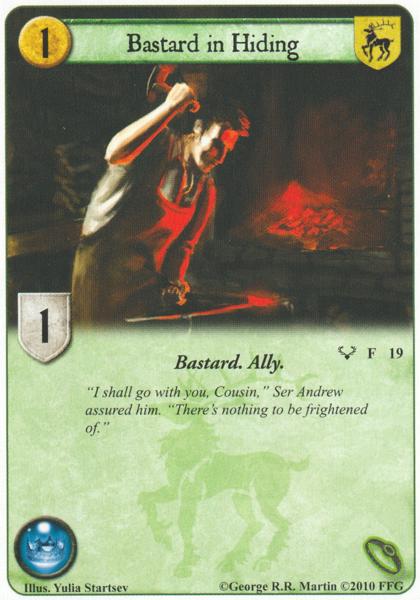 1
Bastard in Hiding
1
F 19
Bastard. Ally.
“I shall go with you, Cousin,” Ser Andrew
assured him. “There’s nothing to be frightened
of.”
Illus. Yulia Startsev
©George R.R. Martin ©2010 FFG